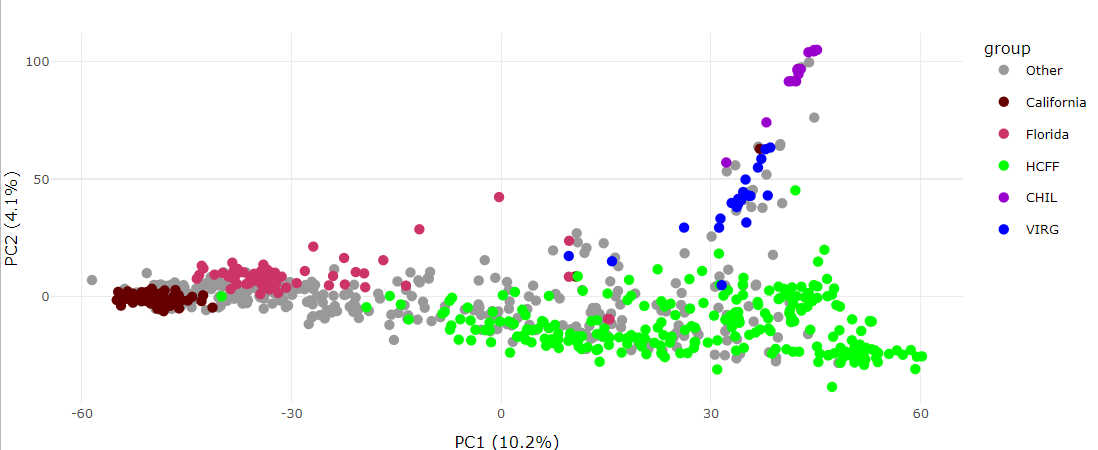 group
Other
California
Florida
HCFF
CHIL
VIRG
100
50
0
PC2 (4.1%)
-60
-30
0
30
60
PC1 (10.2%)